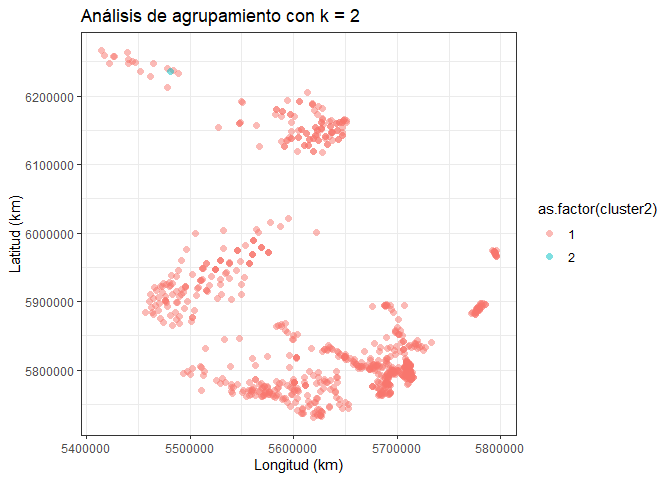 Análisis de agrupamiento con k = 2
6200000
6100000
6000000
5900000
5800000
Latitud (km)
5400000 5500000 5600000 5700000 5800000
Longitud (km)
as.factor(cluster2)
1
2